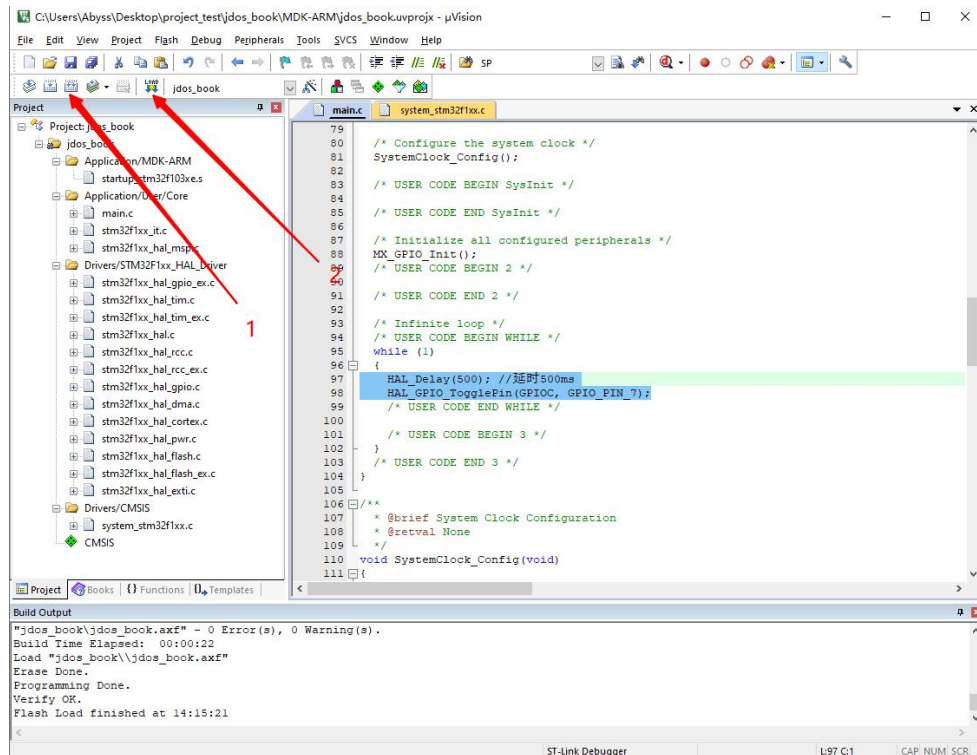 C:\Users\Abyss\Desktop\project_test\jdos_book\MDK-ARM\jdos_book.uvprojx - µVision
File Edit View Project Flash Debug Peripherals Tools SVCS Window Help
SP
LOAD jdos_book
Project
main.c system_stm32f1xx.c
Project: jdos_book
jdos_book
Application/MDK-ARM
startup_stm32f103xe.s
Application/User/Core
main.c
stm32f1xx_it.c
stm32f1xx_hal_msp.c
Drivers/STM32F1xx_HAL_Driver
stm32f1xx_hal_gpio_ex.c
stm32f1xx_hal_tim.c
stm32f1xx_hal_tim_ex.c
stm32f1xx_hal.c
stm32f1xx_hal_rcc.c
stm32f1xx_hal_rcc_ex.c
stm32f1xx_hal_gpio.c
stm32f1xx_hal_dma.c
stm32f1xx_hal_cortex.c
stm32f1xx_hal_pwr.c
stm32f1xx_hal_flash.c
stm32f1xx_hal_flash_ex.c
stm32f1xx_hal_exti.c
Drivers/CMSIS
system_stm32f1xx.c
CMSIS
1
2
79
80 /* Configure the system clock */
81 SystemClock_Config();
82
83 /* USER CODE BEGIN SysInit */
84
85 /* USER CODE END SysInit */
86
87 /* Initialize all configured peripherals */
88 MX_GPIO_Init();
89 /* USER CODE BEGIN 2 */
90
91 /* USER CODE END 2 */
92
93 /* Infinite loop */
94 /* USER CODE BEGIN WHILE */
95 while (1)
96 {
97 HAL_Delay(500); //延时500ms
98 HAL_GPIO_TogglePin(GPIOC, GPIO_PIN_7);
99 /* USER CODE END WHILE */
100
101 /* USER CODE BEGIN 3 */
102 }
103 /* USER CODE END 3 */
104 }
105
106 /**
107 * @brief System Clock Configuration
108 * @retval None
109 */
110 void SystemClock_Config(void)
111 {
Project Books {} Functions Templates
Build Output
"jdos_book\jdos_book.axf" - 0 Error(s), 0 Warning(s).
Build Time Elapsed: 00:00:22
Load "jdos_book\\jdos_book.axf"
Erase Done.
Programming Done.
Verify OK.
Flash Load finished at 14:15:21
ST-Link Debugger L:97 C:1 CAP NUM SCR